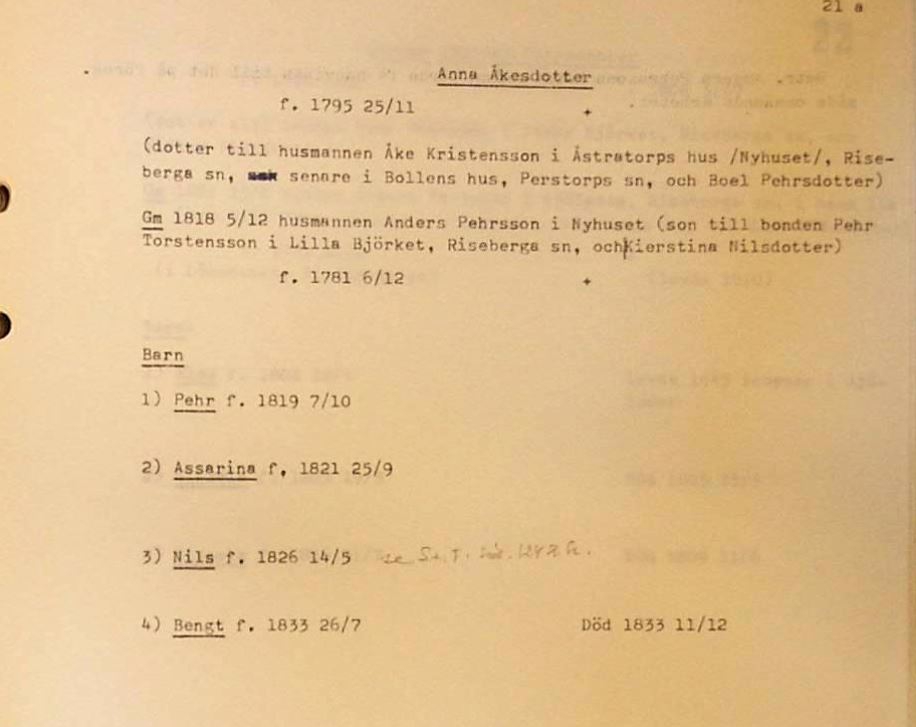 21 a
Anna Åkesdotter
f. 1795 25/11 +
(dotter till husmannen Åke Kristensson i Åstratorps hus /Nyhuset/, Rise-
berga sn, senare i Bollens hus, Perstorps sn, och Boel Pehrsdotter)
Gm 1818 5/12 husmannen Anders Pehrsson i Nyhuset (son till bonden Pehr
Torstensson i Lilla Björket, Riseberga sn, och Kierstina Nilsdotter)
f. 1781 6/12 +
Barn
1) Pehr f. 1819 7/10
2) Assarina f. 1821 25/9
3) Nils f. 1826 14/5 se
4) Bengt f. 1833 26/7 Död 1833 11/12